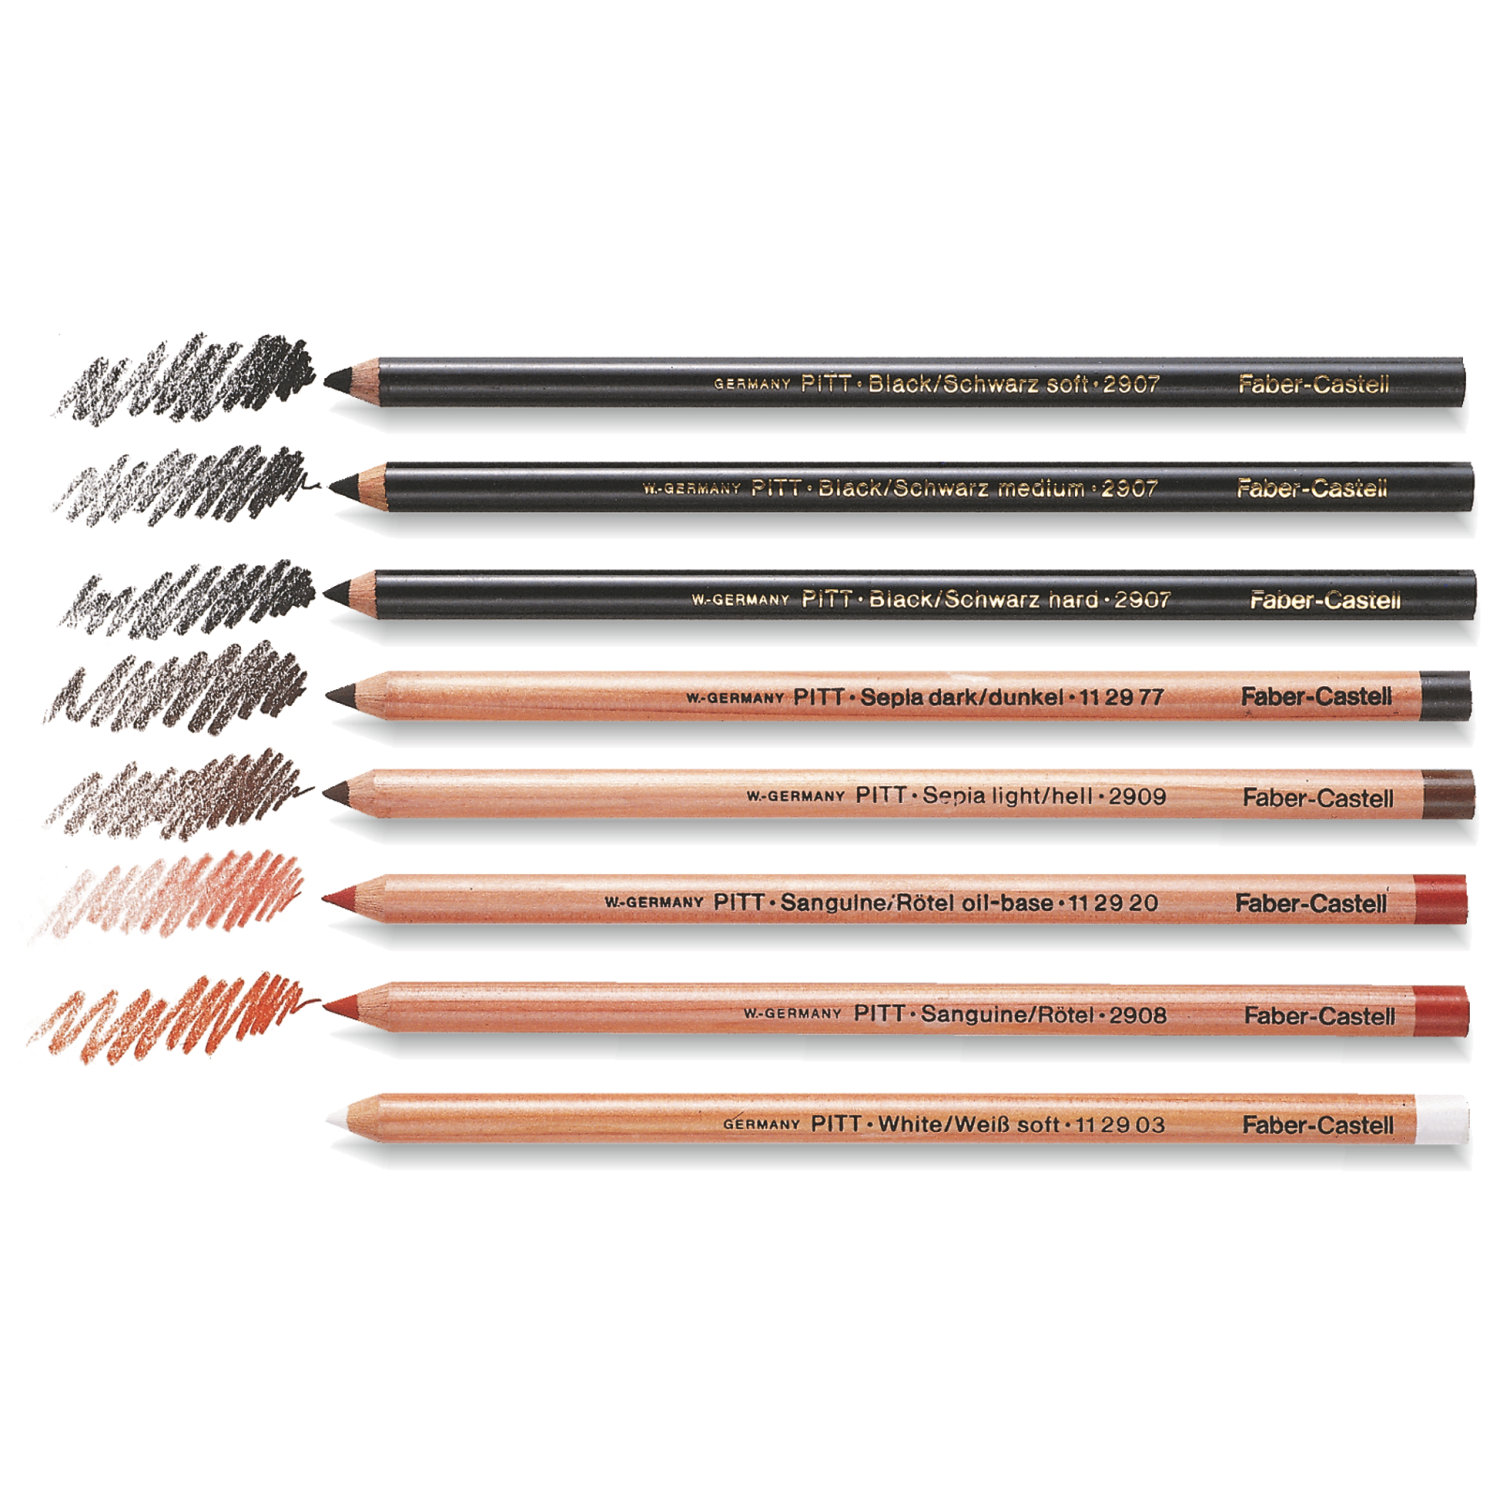 GERMANY PITT · Black/Schwarz soft · 2907 Faber-Castell
W.-GERMANY PITT · Black/Schwarz medium · 2907 Faber-Castell
W.-GERMANY PITT · Black/Schwarz hard · 2907 Faber-Castell
W.-GERMANY PITT · Sepia dark/dunkel · 11 29 77 Faber-Castell
W.-GERMANY PITT · Sepia light/hell · 2909 Faber-Castell
W.-GERMANY PITT · Sanguine/Rötel oil-base · 11 29 20 Faber-Castell
W.-GERMANY PITT · Sanguine/Rötel · 2908 Faber-Castell
GERMANY PITT · White/Weiß soft · 11 29 03 Faber-Castell